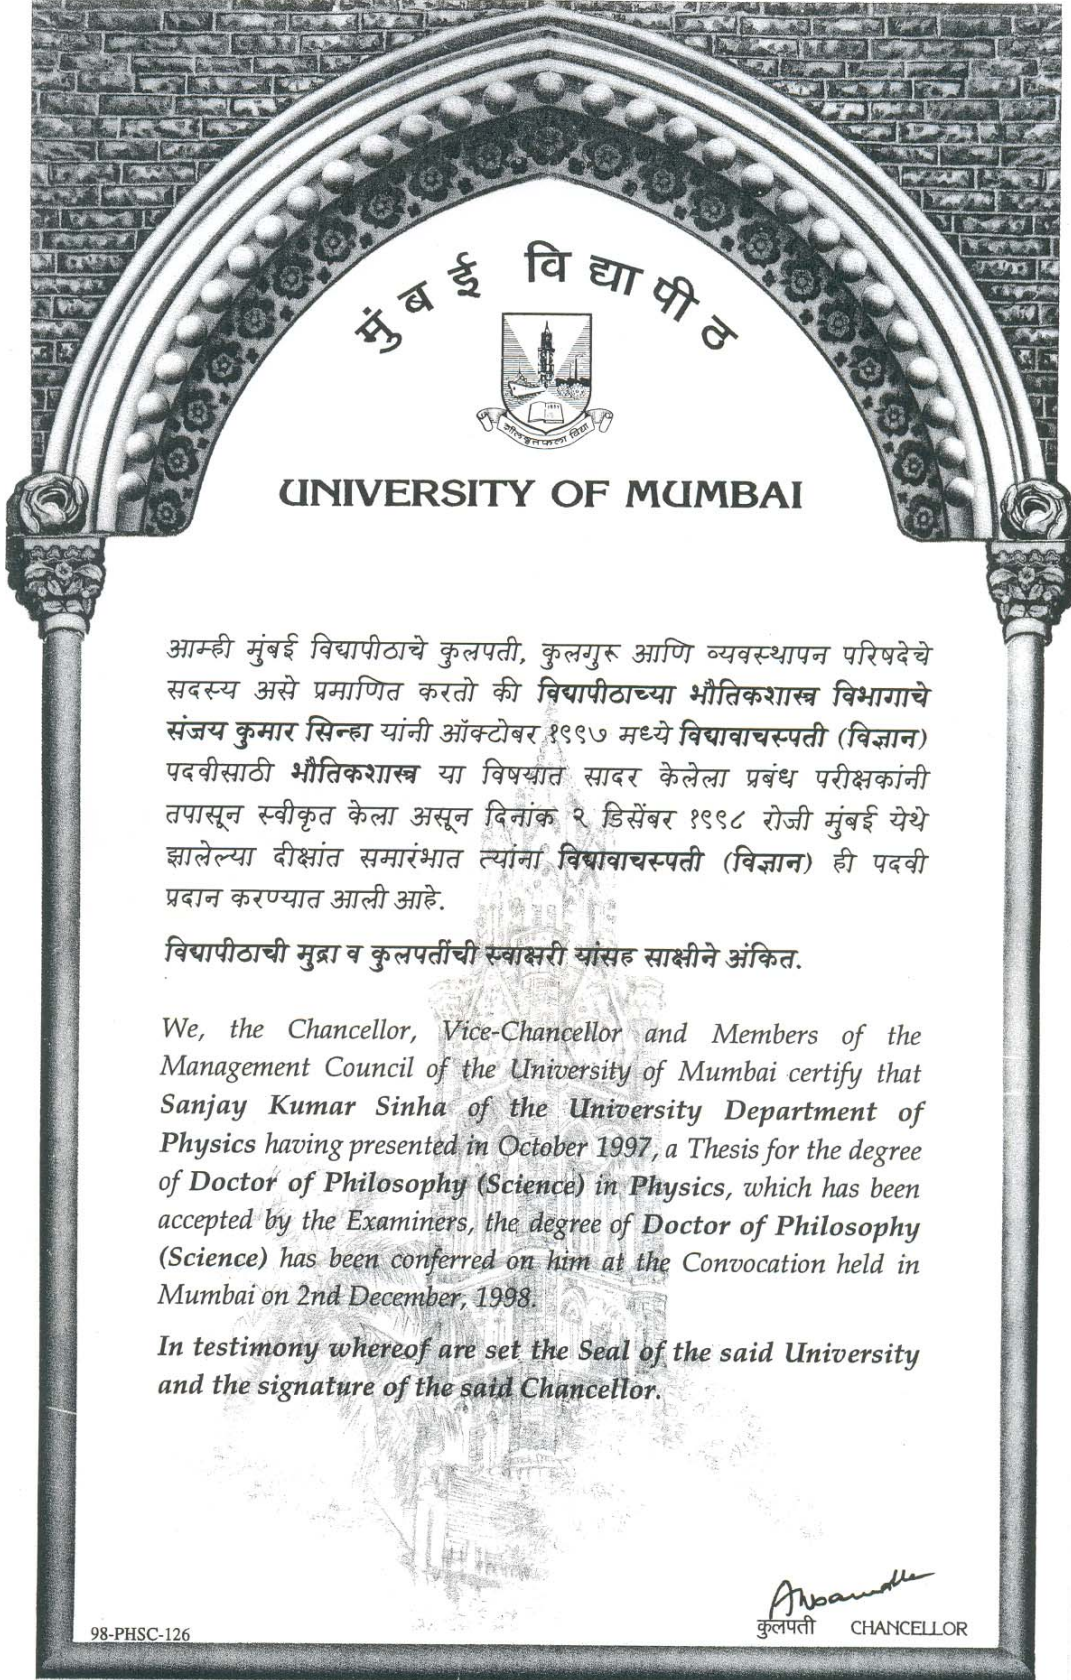 मुंबई विद्यापीठ
शीलवृतफला विद्या
UNIVERSITY OF MUMBAI
आम्ही मुंबई विद्यापीठाचे कुलपती, कुलगुरू आणि व्यवस्थापन परिषदेचे
सदस्य असे प्रमाणित करतो की विद्यापीठाच्या भौतिकशास्त्र विभागाचे
संजय कुमार सिन्हा यांनी ऑक्टोबर १९९७ मध्ये विद्यावाचस्पती (विज्ञान)
पदवीसाठी भौतिकशास्त्र या विषयात सादर केलेला प्रबंध परीक्षकांनी
तपासून स्वीकृत केला असून दिनांक २ डिसेंबर १९९८ रोजी मुंबई येथे
झालेल्या दीक्षांत समारंभात त्यांना विद्यावाचस्पती (विज्ञान) ही पदवी
प्रदान करण्यात आली आहे.
विद्यापीठाची मुद्रा व कुलपतींची स्वाक्षरी यांसह साक्षीने अंकित.
We, the Chancellor, Vice-Chancellor and Members of the
Management Council of the University of Mumbai certify that
Sanjay Kumar Sinha of the University Department of
Physics having presented in October 1997, a Thesis for the degree
of Doctor of Philosophy (Science) in Physics, which has been
accepted by the Examiners, the degree of Doctor of Philosophy
(Science) has been conferred on him at the Convocation held in
Mumbai on 2nd December, 1998.
In testimony whereof are set the Seal of the said University
and the signature of the said Chancellor.
98-PHSC-126
कुलपती CHANCELLOR